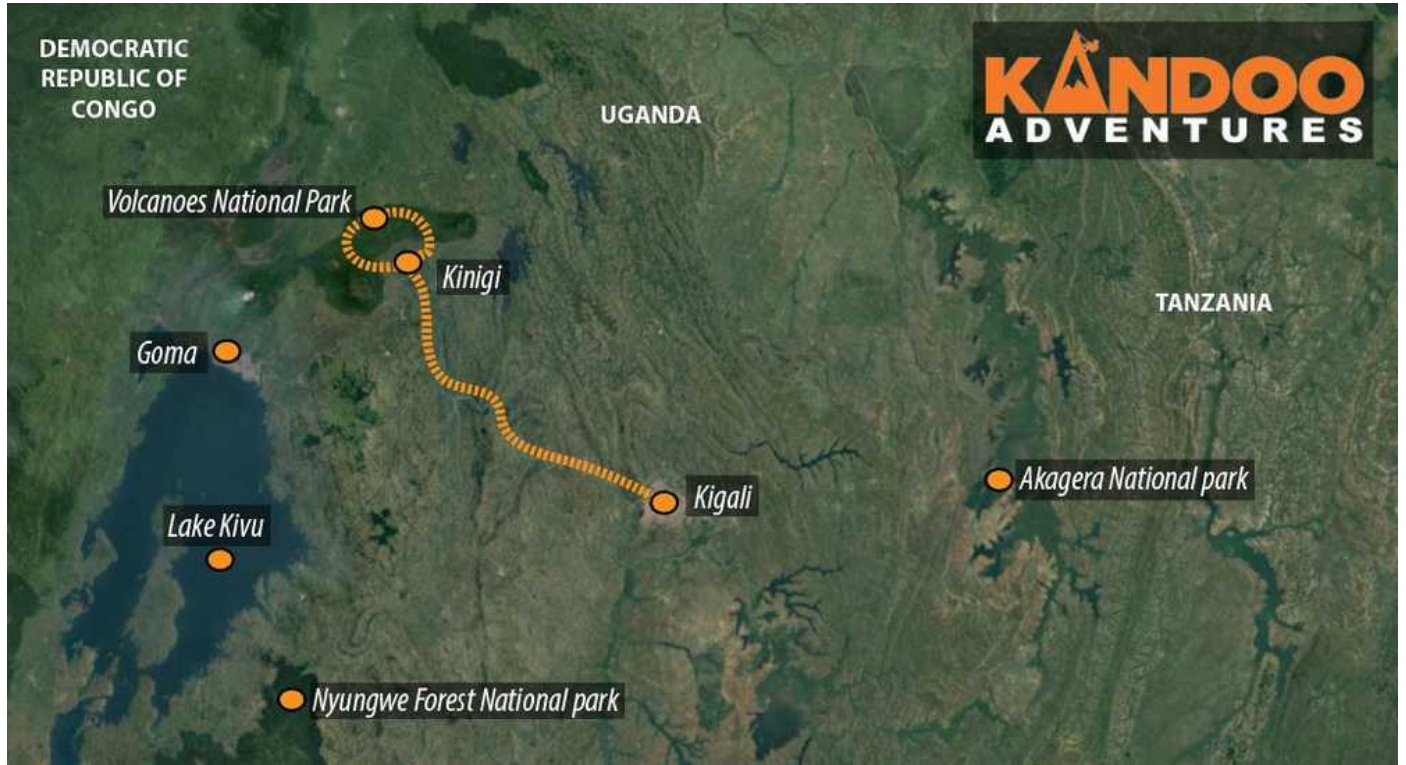 DEMOCRATIC
REPUBLIC OF
CONGO
UGANDA
KANDOO
ADVENTURES
Volcanoes National Park
Kinigi
TANZANIA
Goma
Akagera National park
Kigali
Lake Kivu
Nyungwe Forest National park